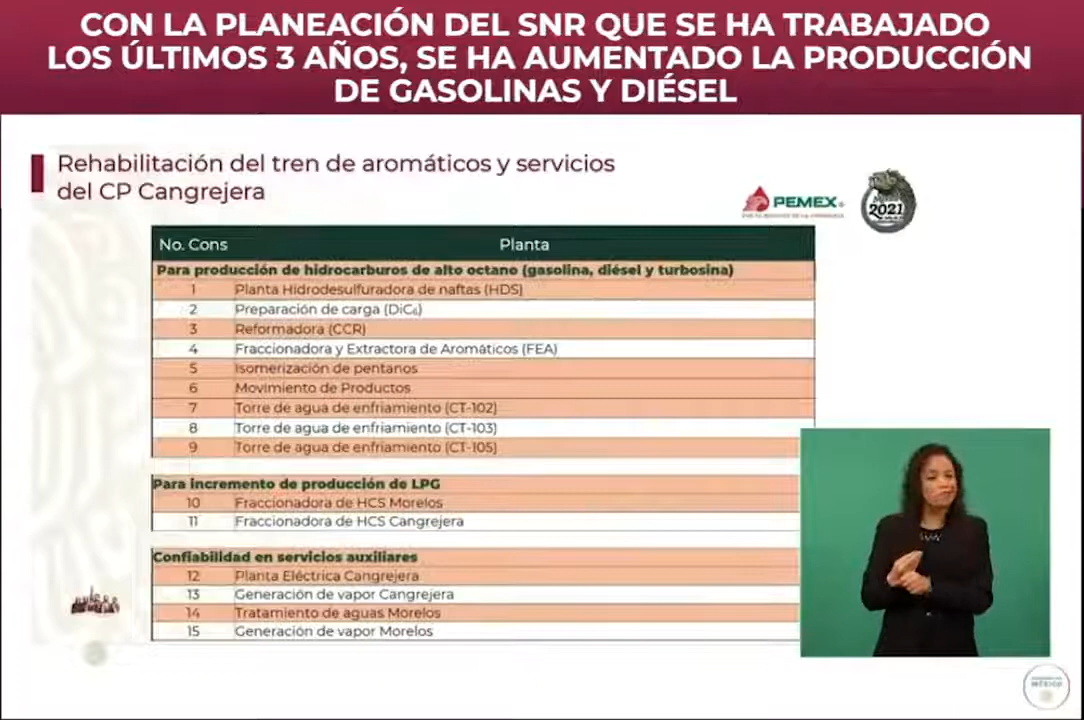 CON LA PLANEACIÓN DEL SNR QUE SE HA TRABAJADO
LOS ÚLTIMOS 3 AÑOS, SE HA AUMENTADO LA PRODUCCIÓN
DE GASOLINAS Y DIÉSEL
Rehabilitación del tren de aromáticos y servicios
del CP Cangrejera
PEMEX
2021
No. Cons Planta
Para producción de hidrocarburos de alto octano (gasolina, diésel y turbosina)
1 Planta Hidrodesulfuradora de naftas (HDS)
2 Preparación de carga (DiC₆)
3 Reformadora (CCR)
4 Fraccionadora y Extractora de Aromáticos (FEA)
5 Isomerización de pentanos
6 Movimiento de Productos
7 Torre de agua de enfriamiento (CT-102)
8 Torre de agua de enfriamiento (CT-103)
9 Torre de agua de enfriamiento (CT-105)
Para incremento de producción de LPG
10 Fraccionadora de HCS Morelos
11 Fraccionadora de HCS Cangrejera
Confiabilidad en servicios auxiliares
12 Planta Eléctrica Cangrejera
13 Generación de vapor Cangrejera
14 Tratamiento de aguas Morelos
15 Generación de vapor Morelos
MÉXICO